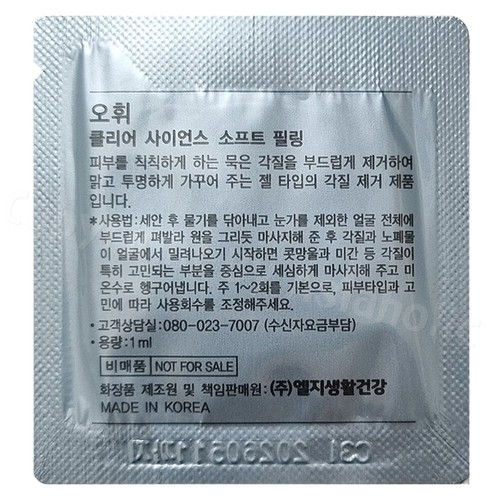 오휘
클리어 사이언스 소프트 필링
피부를 칙칙하게 하는 묵은 각질을 부드럽게 제거하여
맑고 투명하게 가꾸어 주는 젤 타입의 각질 제거 제품
입니다.
*사용법:세안 후 물기를 닦아내고 눈가를 제외한 얼굴 전체에
부드럽게 펴발라 원을 그리듯 마사지해 준 후 각질과 노폐물
이 얼굴에서 밀려나오기 시작하면 콧망울과 미간 등 각질이
특히 고민되는 부분을 중심으로 세심하게 마사지해 주고 미
온수로 헹구어냅니다. 주 1~2회를 기본으로, 피부타입과 고
민에 따라 사용회수를 조정해주세요.
•고객상담실:080-023-7007 (수신자요금부담)
•용량:1ml
비매품 NOT FOR SALE
화장품 제조원 및 책임판매원 : (주)엘지생활건강
MADE IN KOREA